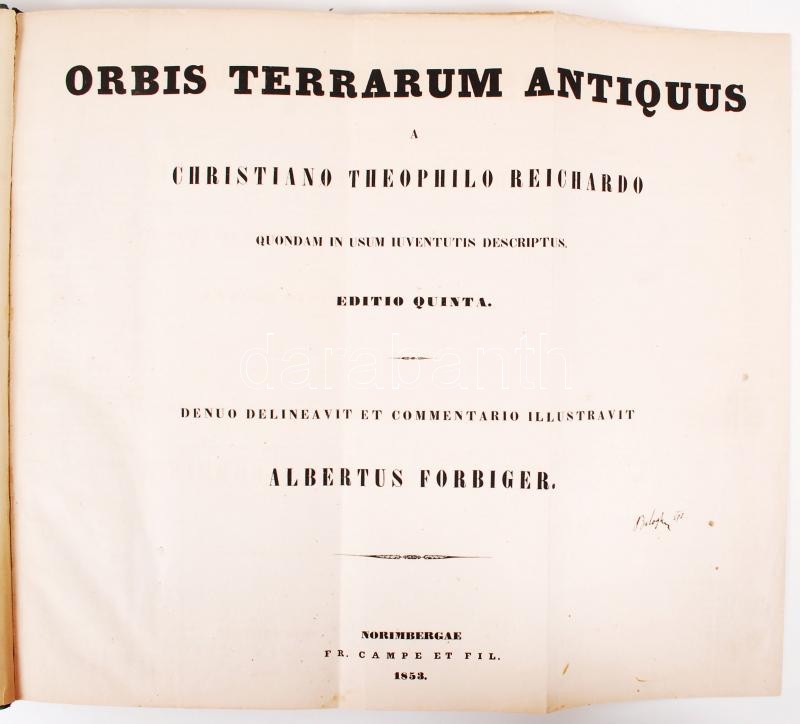 ORBIS TERRARUM ANTIQUUS
A
CHRISTIANO THEOPHILO REICHARDO
QUONDAM IN USUM IUVENTUTIS DESCRIPTUS.
EDITIO QUINTA.
darabanth
DENUO DELINEAVIT ET COMMENTARIO ILLUSTRAVIT
ALBERTUS FORBIGER.
NORIMBERGAE
FR. CAMPE ET FIL.
1853.